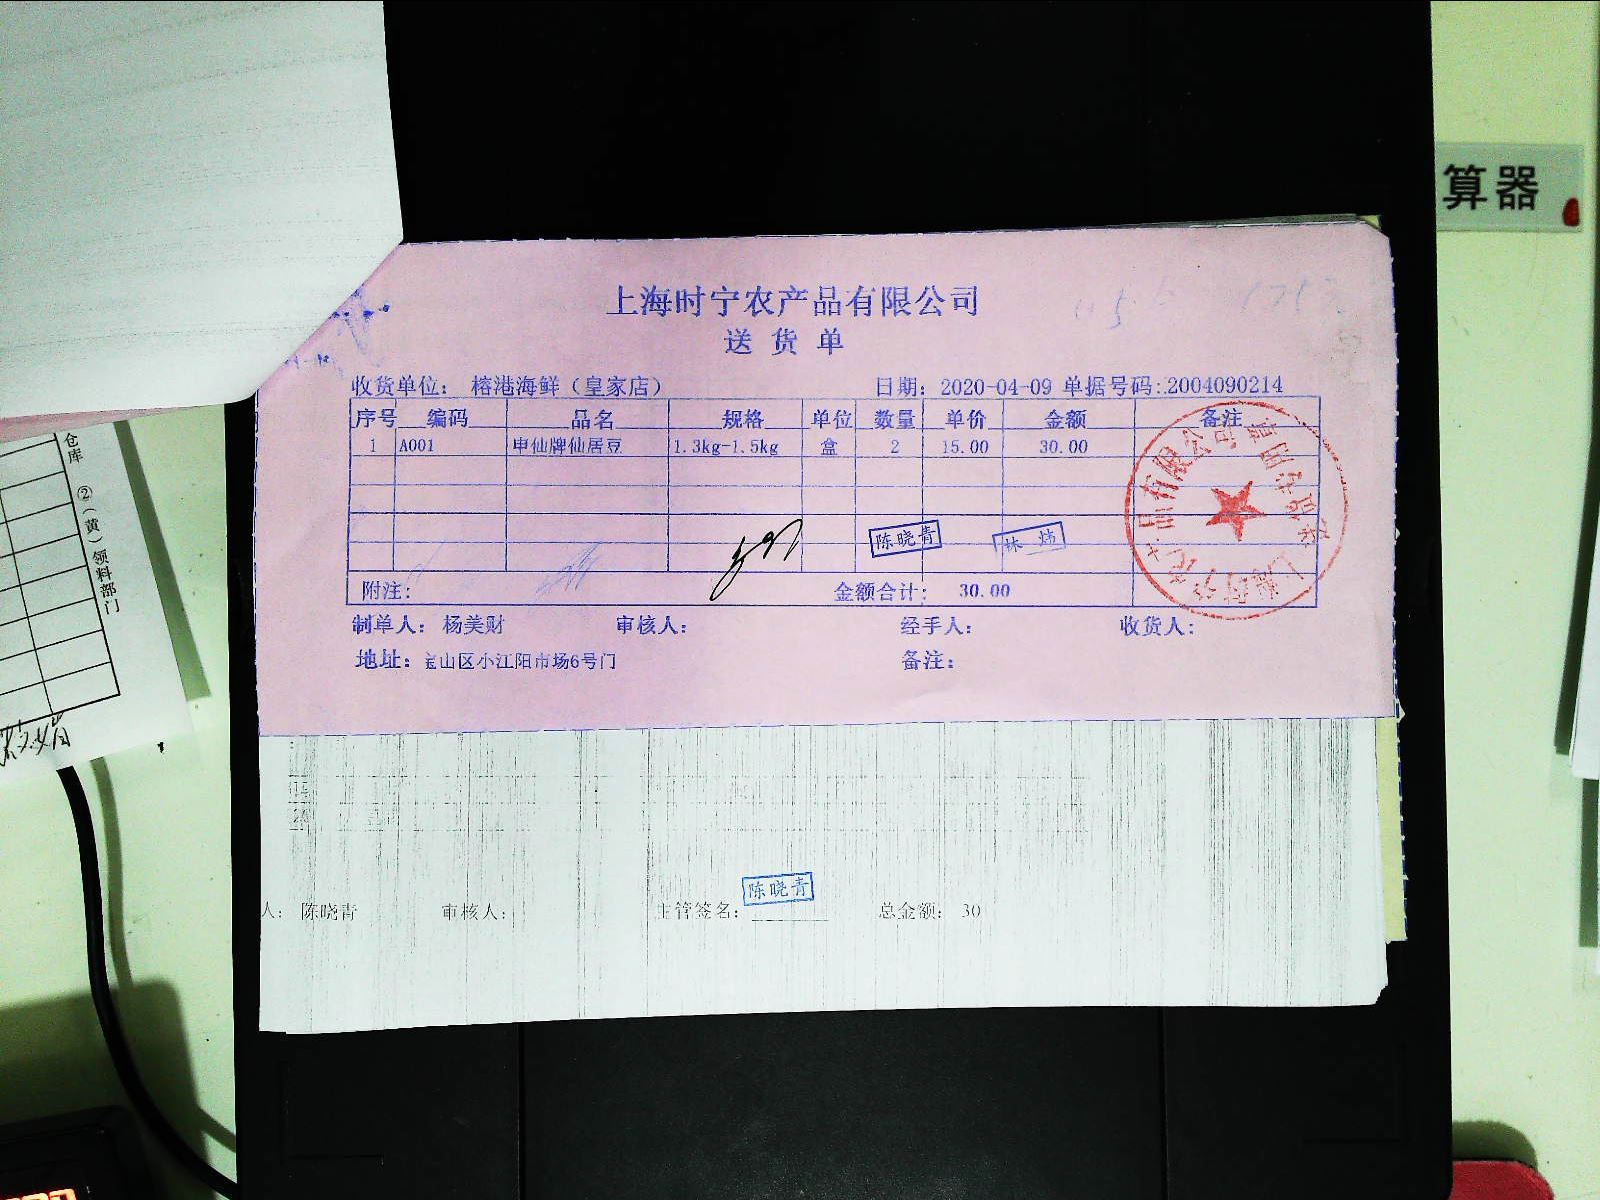 算器
上海时宁农产品有限公司
送货单
收货单位: 榕港海鲜（皇家店） 日期: 2020-04-09 单据号码:.2004090214
序号 编码 品名 规格 单位 数量 单价 金额 备注
1 A001 申仙牌仙居豆 1.3kg-1.5kg 盒 2 15.00 30.00
陈晓青 林炜
附注: 金额合计: 30.00
制单人: 杨美财 审核人: 经手人: 收货人:
地址: 宝山区小江阳市场6号门 备注:
仓库 ②(黄)领料部门
陈晓青
人: 陈晓青 审核人: 主管签名: 总金额: 30